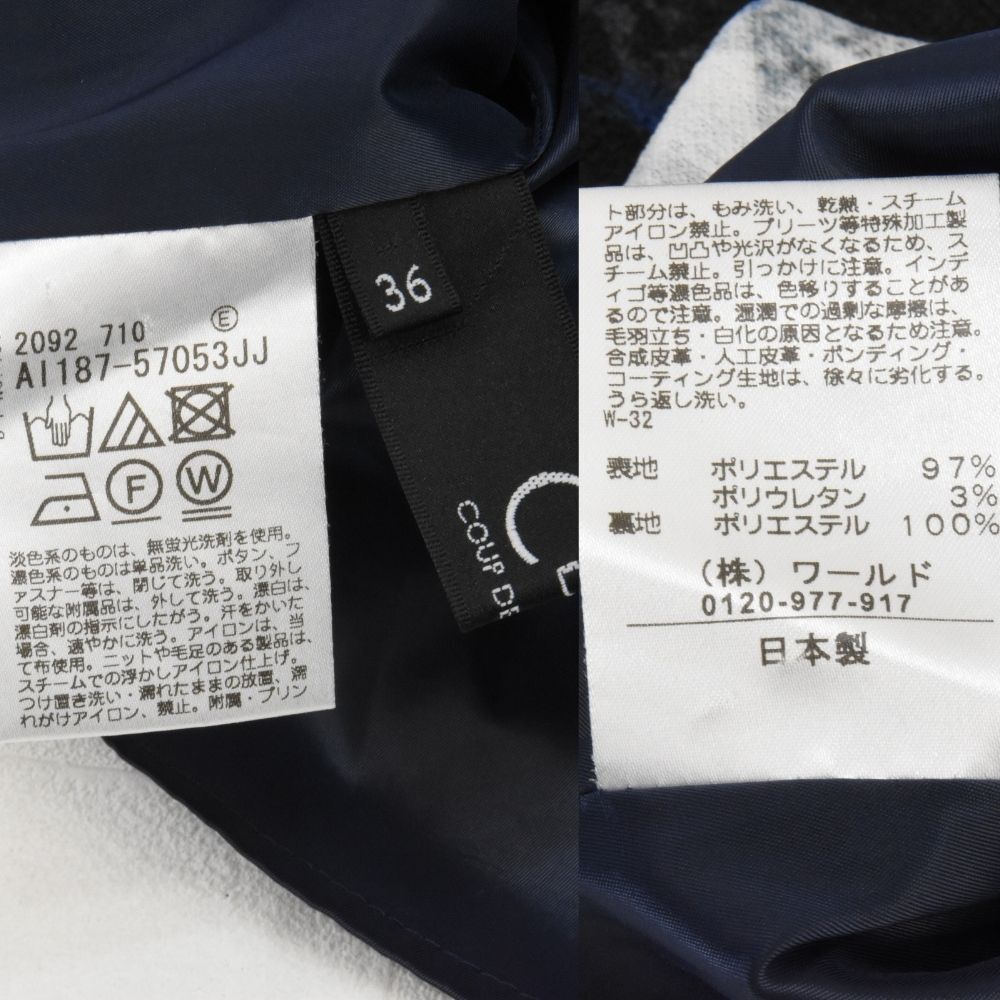 2092 710 Ⓔ
AI187-57053JJ
F W
淡色系のものは、無蛍光洗剤を使用。
濃色系のものは単品洗い。ボタン、フ
ァスナー等は、閉じて洗う。取り外し
可能な附属品は、外して洗う。漂白は
漂白剤の指示にしたがう。汗をかいた
場合、速やかに洗う。アイロンは、当
て布使用。ニットや毛足のある製品は、
スチームでの浮かしアイロン仕上げ。
つけ置き洗い・濡れたままの放置、濡
れがけアイロン、禁止。附属・プリン
36
C
COUP DE
ト部分は、もみ洗い、乾熱・スチーム
アイロン禁止。プリーツ等特殊加工製
品は、凹凸や光沢がなくなるため、ス
チーム禁止。引っかけに注意。インデ
ィゴ等濃色品は、色移りすることがあ
るので注意。湿潤での過剰な摩擦は、
毛羽立ち・白化の原因となるため注意。
合成皮革・人工皮革・ボンディング・
コーティング生地は、徐々に劣化する。
うら返し洗い。
W-32
表地 ポリエステル 97%
ポリウレタン 3%
裏地 ポリエステル 100%
(株)ワールド
0120-977-917
日本製